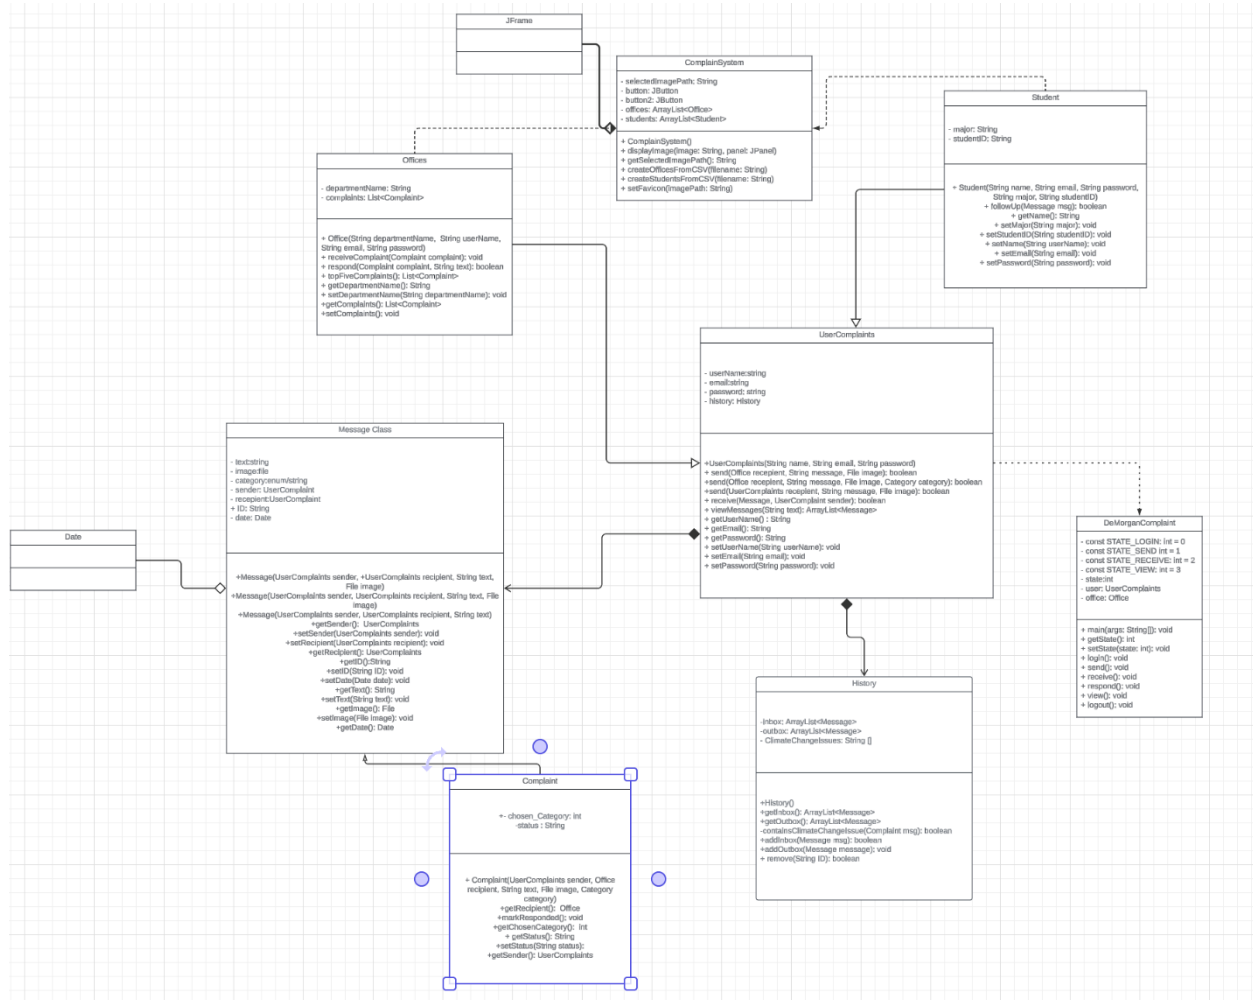 JFrame
ComplainSystem
- selectedImagePath: String
- button: JButton
- button2: JButton
- offices: ArrayList<Office>
- students: ArrayList<Student>
+ ComplainSystem()
+ displayImage(image: String, panel: JPanel)
+ getSelectedImagePath(): String
+ createOfficesFromCSV(filename: String)
+ createStudentsFromCSV(filename: String)
+ setFavicon(imagePath: String)
Student
- major: String
- studentID: String
+ Student(String name, String email, String password,
String major, String studentID)
+ followUp(Message msg): boolean
+ getName(): String
+ setMajor(String major): void
+ setStudentID(String studentID): void
+ setName(String userName): void
+ setEmail(String email): void
+ setPassword(String password): void
Offices
- departmentName: String
- complaints: List<Complaint>
+ Office(String departmentName, String userName,
String email, String password)
+ receiveComplaint(Complaint complaint): void
+ respond(Complaint complaint, String text): boolean
+ topFiveComplaints(): List<Complaint>
+ getDepartmentName(): String
+ setDepartmentName(String departmentName): void
+getComplaints(): List<Complaint>
+setComplaints(): void
UserComplaints
- userName:string
- email:string
- password: string
- history: History
+UserComplaints(String name, String email, String password)
+ send(Office recepient, String message, File image): boolean
+send(Office recepient, String message, File image, Category category): boolean
+send(UserComplaints recepient, String message, File image): boolean
+ receive(Message, UserComplaint sender): boolean
+ viewMessages(String text): ArrayList<Message>
+ getUserName() : String
+ getEmail(): String
+ getPassword(): String
+ setUserName(String userName): void
+ setEmail(String email): void
+ setPassword(String password): void
Message Class
- text:string
- image:file
- category:enum/string
- sender: UserComplaint
- recepient:UserComplaint
+ ID: String
- date: Date
+Message(UserComplaints sender, +UserComplaints recipient, String text,
File image)
+Message(UserComplaints sender, UserComplaints recipient, String text, File
image)
+Message(UserComplaints sender, UserComplaints recipient, String text)
+getSender(): UserComplaints
+setSender(UserComplaints sender): void
+setRecipient(UserComplaints recipient): void
+getRecipient(): UserComplaints
+getID():String
+setID(String ID): void
+setDate(Date date): void
+getText(): String
+setText(String text): void
+getImage(): File
+setImage(File image): void
+getDate(): Date
Date
DeMorganComplaint
- const STATE_LOGIN: int = 0
- const STATE_SEND int = 1
- const STATE_RECEIVE: int = 2
- const STATE_VIEW: int = 3
- state:int
- user: UserComplaints
- office: Office
+ main(args: String[]): void
+ getState(): int
+ setState(state: int): void
+ login(): void
+ send(): void
+ receive(): void
+ respond(): void
+ view(): void
+ logout(): void
History
-inbox: ArrayList<Message>
-outbox: ArrayList<Message>
- ClimateChangeIssues: String []
+History()
+getInbox(): ArrayList<Message>
+getOutbox(): ArrayList<Message>
-containsClimateChangeIssue(Complaint msg): boolean
+addInbox(Message msg): boolean
+addOutbox(Message message): void
+ remove(String ID): boolean
Complaint
+- chosen_Category: int
-status : String
+ Complaint(UserComplaints sender, Office
recipient, String text, File image, Category
category)
+getRecipient(): Office
+markResponded(): void
+getChosenCategory(): int
+ getStatus(): String
+setStatus(String status):
+getSender(): UserComplaints